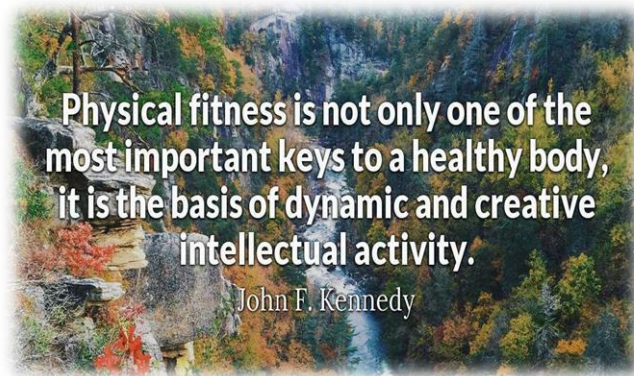 Physical fitness is not only one of the
most important keys to a healthy body,
it is the basis of dynamic and creative
intellectual activity.
John F. Kennedy